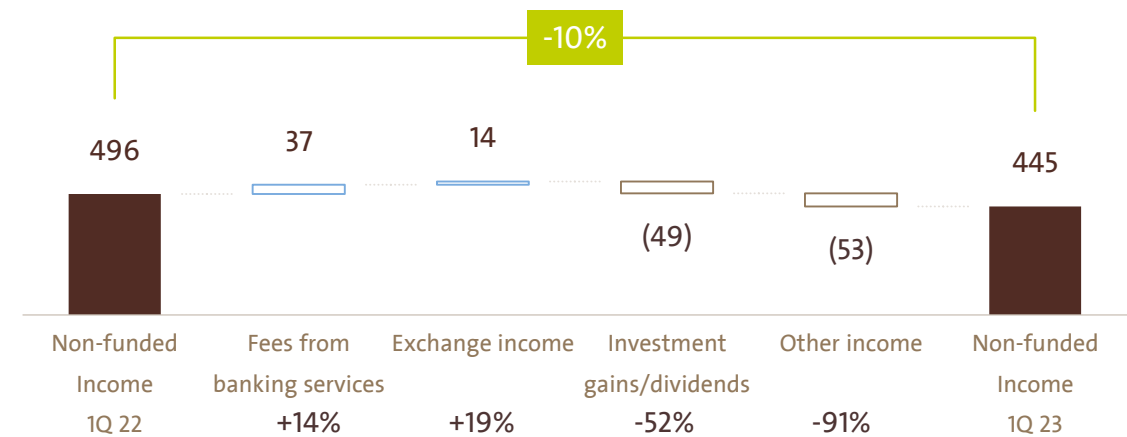 -10%
496
37
14
(49)
(53)
445
Non-funded Income 1Q 22
Fees from banking services +14%
Exchange income +19%
Investment gains/dividends -52%
Other income -91%
Non-funded Income 1Q 23